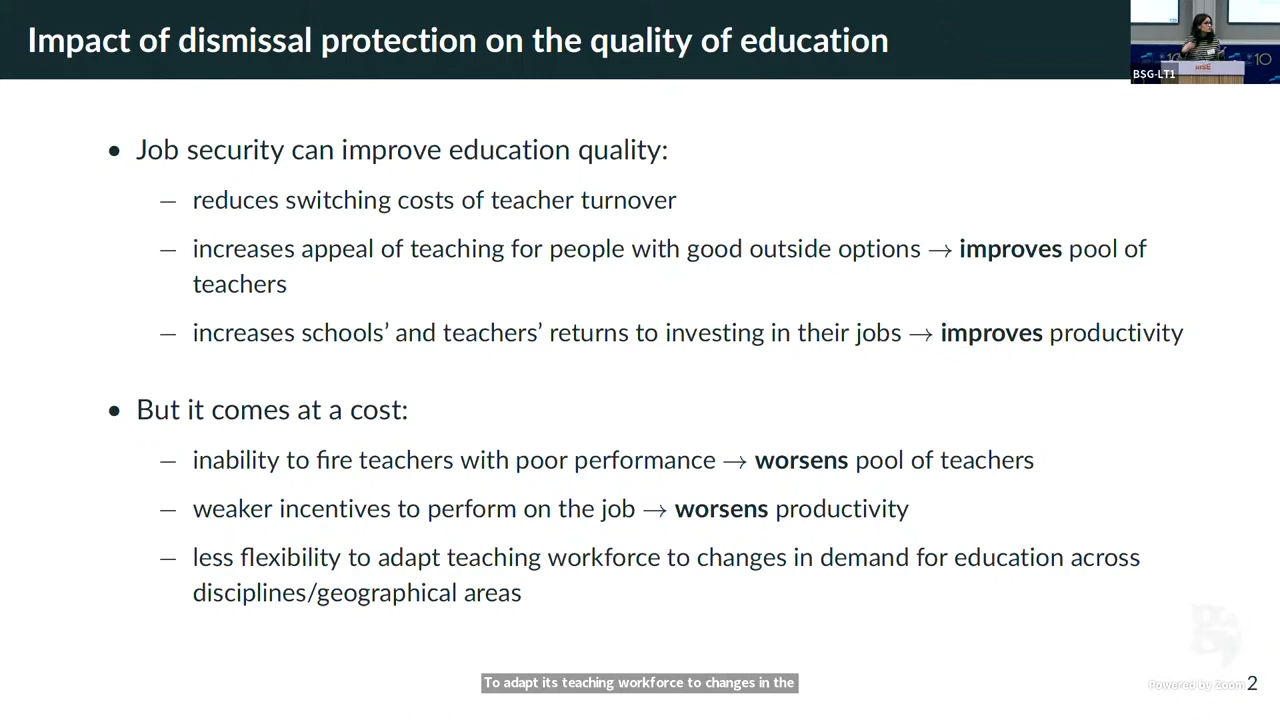 Impact of dismissal protection on the quality of education
BSG-LT1
RISE
10
• Job security can improve education quality:
– reduces switching costs of teacher turnover
– increases appeal of teaching for people with good outside options → improves pool of
teachers
– increases schools’ and teachers’ returns to investing in their jobs → improves productivity
• But it comes at a cost:
– inability to fire teachers with poor performance → worsens pool of teachers
– weaker incentives to perform on the job → worsens productivity
– less flexibility to adapt teaching workforce to changes in demand for education across
disciplines/geographical areas
To adapt its teaching workforce to changes in the
Powered by Zoom
2